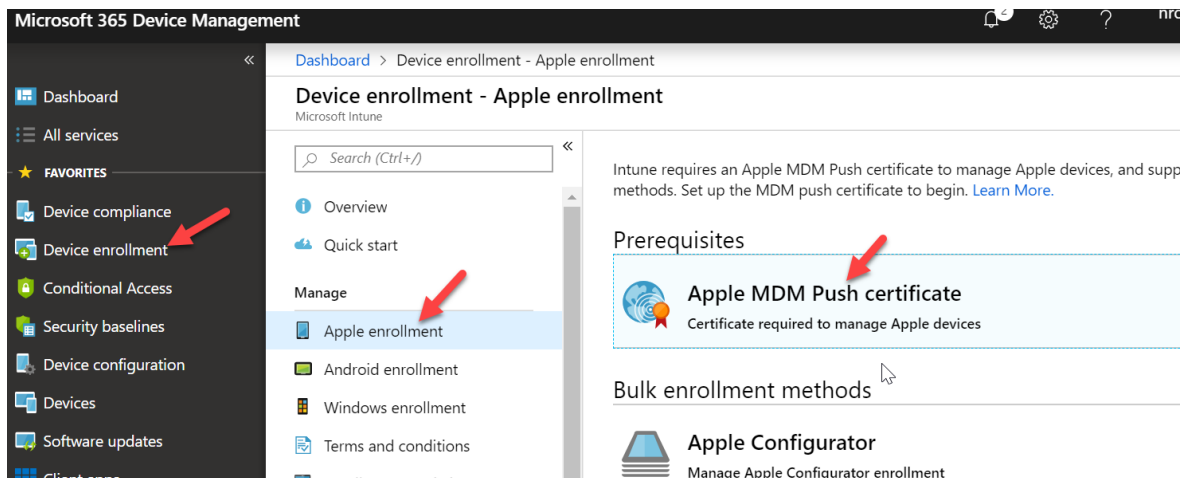 Microsoft 365 Device Management
2
?
«
Dashboard
All services
FAVORITES
Device compliance
Device enrollment
Conditional Access
Security baselines
Device configuration
Devices
Software updates
Client apps
Dashboard > Device enrollment - Apple enrollment
Device enrollment - Apple enrollment
Microsoft Intune
Search (Ctrl+/)
«
Overview
Quick start
Manage
Apple enrollment
Android enrollment
Windows enrollment
Terms and conditions
Intune requires an Apple MDM Push certificate to manage Apple devices, and supp
methods. Set up the MDM push certificate to begin. Learn More.
Prerequisites
Apple MDM Push certificate
Certificate required to manage Apple devices
Bulk enrollment methods
Apple Configurator
Manage Apple Configurator enrollment